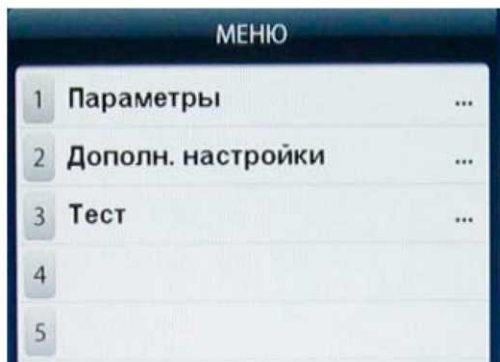 МЕНЮ
1 Параметры ...
2 Дополн. настройки ...
3 Тест ...
4
5